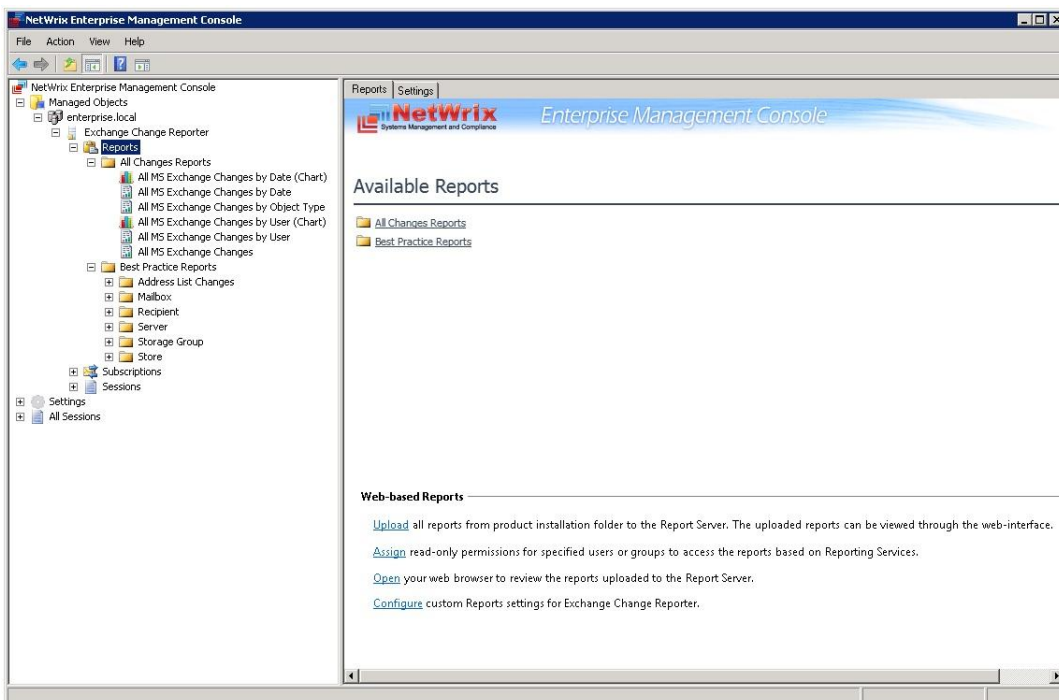 NetWrix Enterprise Management Console
File Action View Help
NetWrix Enterprise Management Console
Managed Objects
enterprise.local
Exchange Change Reporter
Reports
All Changes Reports
All MS Exchange Changes by Date (Chart)
All MS Exchange Changes by Date
All MS Exchange Changes by Object Type
All MS Exchange Changes by User (Chart)
All MS Exchange Changes by User
All MS Exchange Changes
Best Practice Reports
Address List Changes
Mailbox
Recipient
Server
Storage Group
Store
Subscriptions
Sessions
Settings
All Sessions
Reports Settings
NetWrix Enterprise Management Console
Systems Management and Compliance
Available Reports
All Changes Reports
Best Practice Reports
Web-based Reports
Upload all reports from product installation folder to the Report Server. The uploaded reports can be viewed through the web-interface.
Assign read-only permissions for specified users or groups to access the reports based on Reporting Services.
Open your web browser to review the reports uploaded to the Report Server.
Configure custom Reports settings for Exchange Change Reporter.